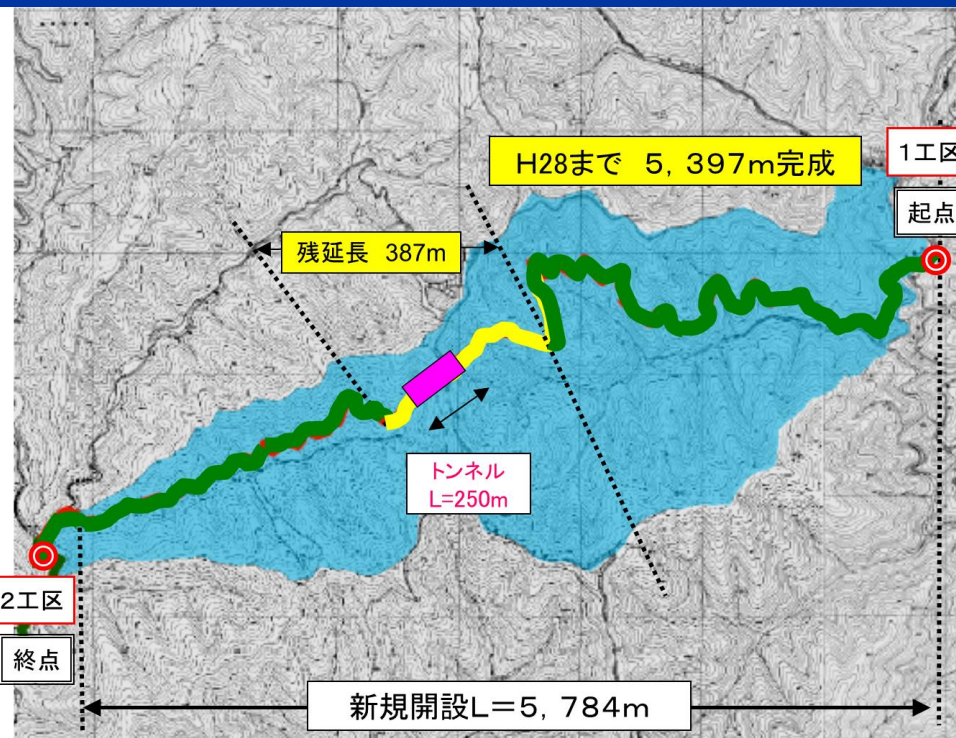 H28まで 5, 397m完成
1工区
起点
残延長 387m
トンネル
L=250m
2工区
終点
新規開設L=5, 784m